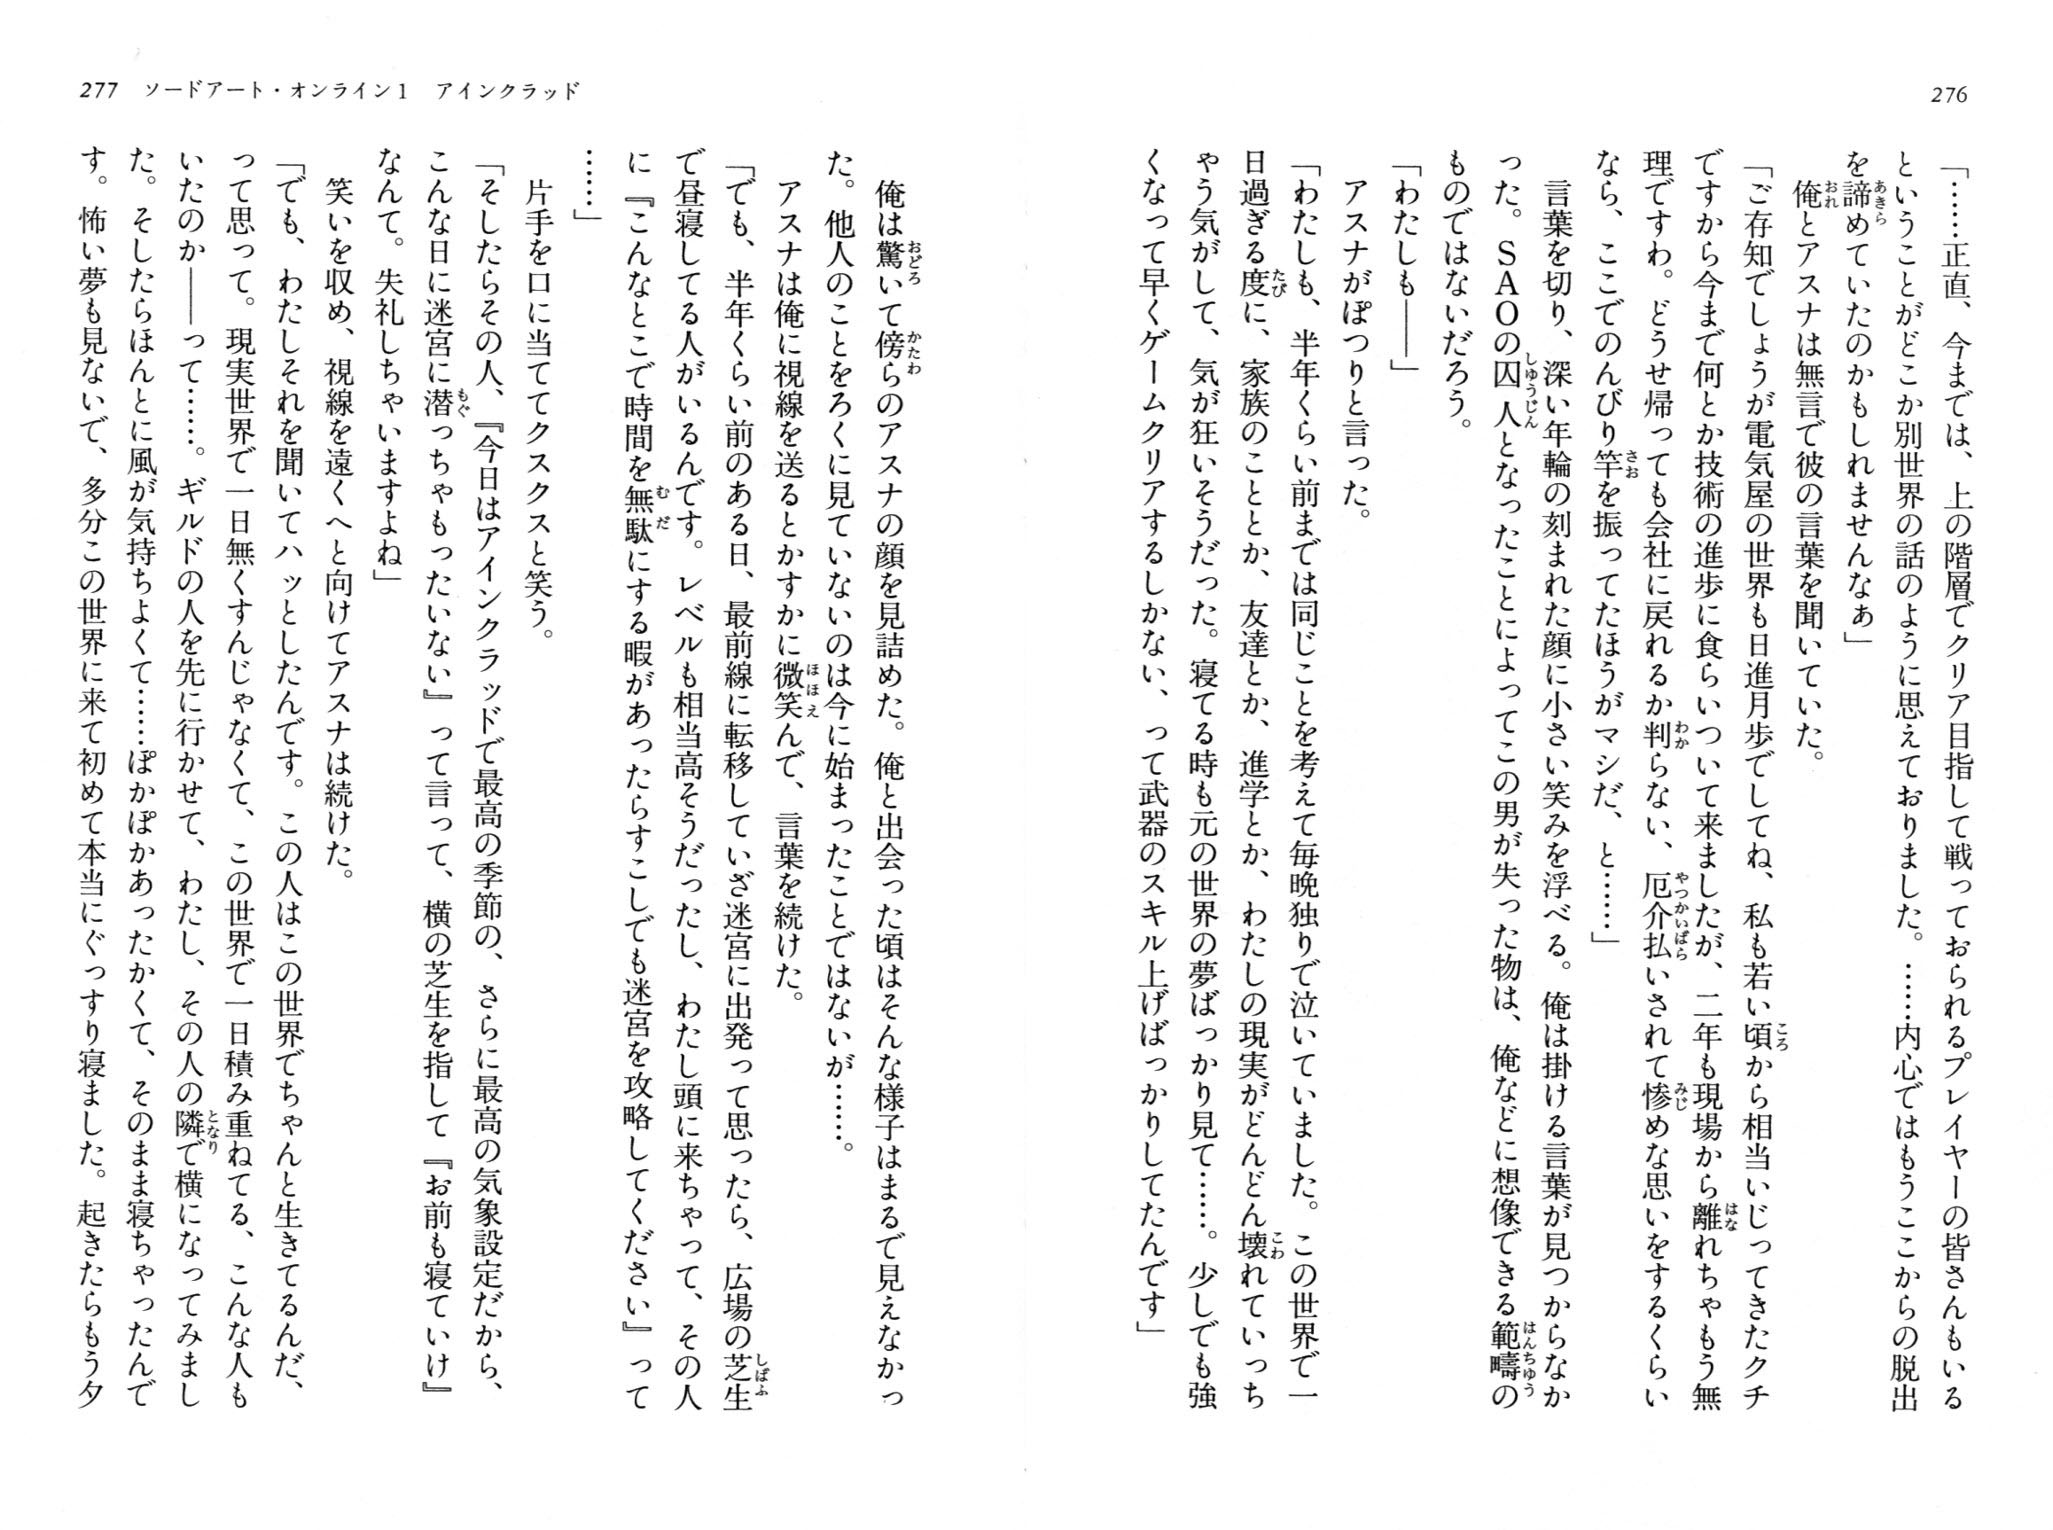 276
「……正直、今までは、上の階層でクリア目指して戦っておられるプレイヤーの皆さんもいる
ということがどこか別世界の話のように思えておりました。……内心ではもうここからの脱出
を諦めていたのかもしれませんなぁ」
俺とアスナは無言で彼の言葉を聞いていた。
「ご存知でしょうが電気屋の世界も日進月歩でしてね、私も若い頃から相当いじってきたクチ
ですから今まで何とか技術の進歩に食らいついて来ましたが、二年も現場から離れちゃもう無
理ですわ。どうせ帰っても会社に戻れるか判らない、厄介払いされて惨めな思いをするくらい
なら、ここでのんびり竿を振ってたほうがマシだ、と……」
言葉を切り、深い年輪の刻まれた顔に小さい笑みを浮べる。俺は掛ける言葉が見つからなか
った。SAOの囚人となったことによってこの男が失った物は、俺などに想像できる範疇の
ものではないだろう。
「わたしも――」
アスナがぽつりと言った。
「わたしも、半年くらい前までは同じことを考えて毎晩独りで泣いていました。この世界で一
日過ぎる度に、家族のこととか、友達とか、進学とか、わたしの現実がどんどん壊れていっち
ゃう気がして、気が狂いそうだった。寝てる時も元の世界の夢ばっかり見て……。少しでも強
くなって早くゲームクリアするしかない、って武器のスキル上げばっかりしてたんです」
277 ソードアート・オンライン1 アインクラッド
俺は驚いて傍らのアスナの顔を見詰めた。俺と出会った頃はそんな様子はまるで見えなかっ
た。他人のことをろくに見ていないのは今に始まったことではないが……。
アスナは俺に視線を送るとかすかに微笑んで、言葉を続けた。
「でも、半年くらい前のある日、最前線に転移していざ迷宮に出発って思ったら、広場の芝生
で昼寝してる人がいるんです。レベルも相当高そうだったし、わたし頭に来ちゃって、その人
に『こんなとこで時間を無駄にする暇があったらすこしでも迷宮を攻略してください』って
……」
片手を口に当ててクスクスと笑う。
「そしたらその人、『今日はアインクラッドで最高の季節の、さらに最高の気象設定だから、
こんな日に迷宮に潜っちゃもったいない』って言って、横の芝生を指して『お前も寝ていけ』
なんて。失礼しちゃいますよね」
笑いを収め、視線を遠くへと向けてアスナは続けた。
「でも、わたしそれを聞いてハッとしたんです。この人はこの世界でちゃんと生きてるんだ、
って思って。現実世界で一日無くすんじゃなくて、この世界で一日積み重ねてる、こんな人も
いたのか――って……。ギルドの人を先に行かせて、わたし、その人の隣で横になってみまし
た。そしたらほんとに風が気持ちよくて……ぽかぽかあったかくて、そのまま寝ちゃったんで
す。怖い夢も見ないで、多分この世界に来て初めて本当にぐっすり寝ました。起きたらもう夕